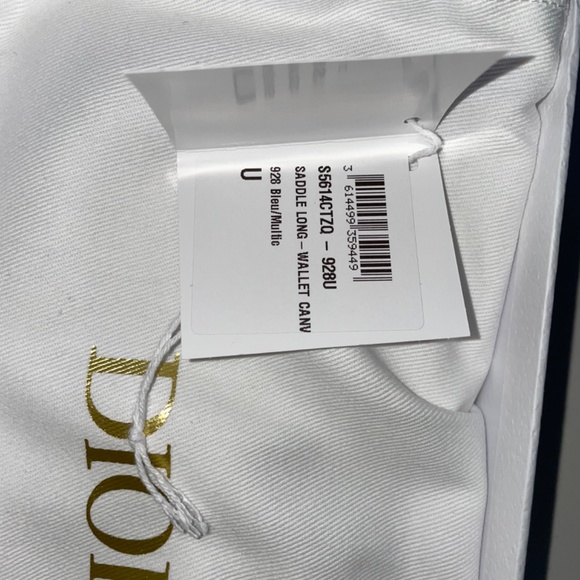 3 614499 359449
S5614CTZQ - 928U
SADDLE LONG - WALLET CANV
928 Bleu/Multic
U
DIOR